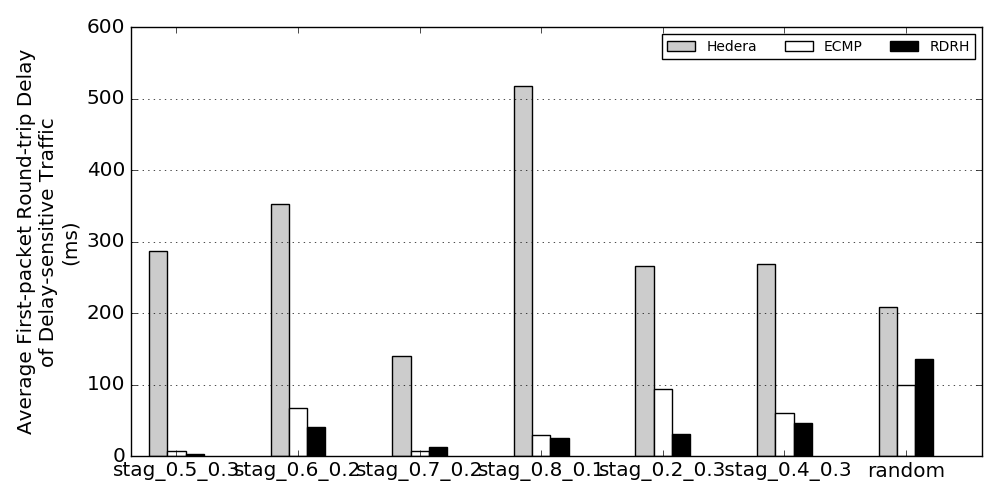 600
500
400
300
200
100
0
Average First-packet Round-trip Delay
of Delay-sensitive Traffic
(ms)
Hedera ECMP RDRH
stag_0.5_0.3 stag_0.6_0.2 stag_0.7_0.2 stag_0.8_0.1 stag_0.2_0.3 stag_0.4_0.3 random